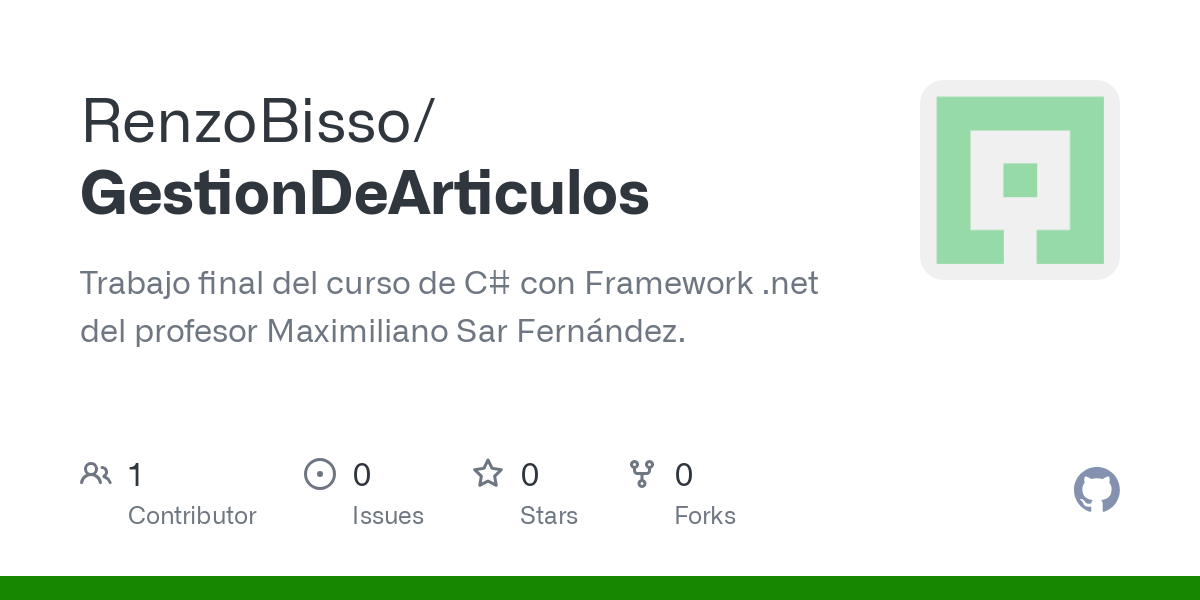 RenzoBisso/
GestionDeArticulos
Trabajo final del curso de C# con Framework .net
del profesor Maximiliano Sar Fernández.
1 0 0 0
Contributor Issues Stars Forks